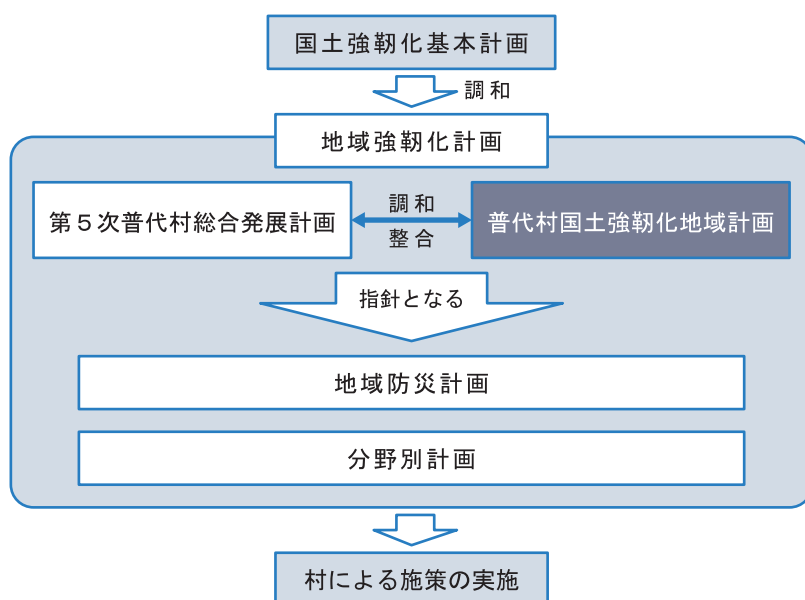 国土強靭化基本計画
調和
地域強靭化計画
第５次普代村総合発展計画
調和
整合
普代村国土強靭化地域計画
指針となる
地域防災計画
分野別計画
村による施策の実施